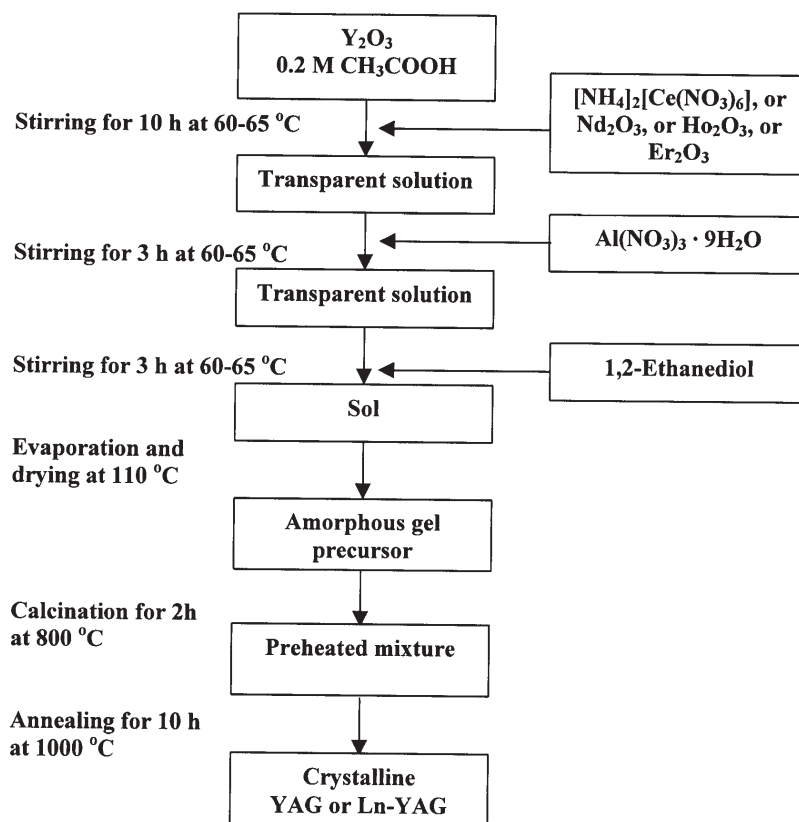 Y₂O₃
0.2 M CH₃COOH
[NH₄]₂[Ce(NO₃)₆], or
Nd₂O₃, or Ho₂O₃, or
Er₂O₃
Stirring for 10 h at 60-65 °C
Transparent solution
Al(NO₃)₃ · 9H₂O
Stirring for 3 h at 60-65 °C
Transparent solution
Stirring for 3 h at 60-65 °C
1,2-Ethanediol
Sol
Evaporation and
drying at 110 °C
Amorphous gel
precursor
Calcination for 2h
at 800 °C
Preheated mixture
Annealing for 10 h
at 1000 °C
Crystalline
YAG or Ln-YAG